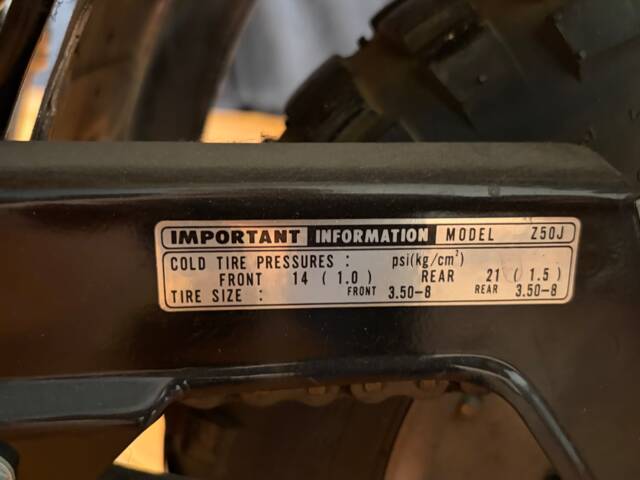 IMPORTANT INFORMATION MODEL Z50J
COLD TIRE PRESSURES : psi(kg/cm²)
FRONT 14 ( 1.0 ) REAR 21 ( 1.5 )
TIRE SIZE : FRONT 3.50-8 REAR 3.50-8